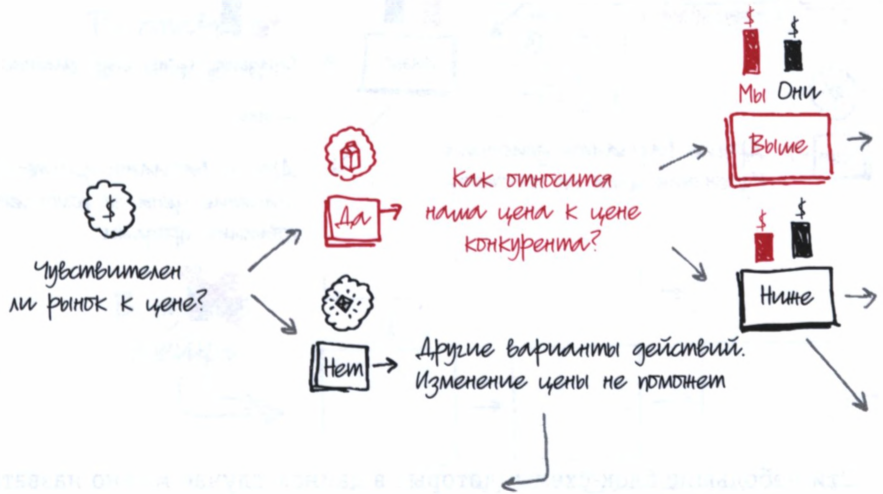 $
$
Мы
Они
Выше
Да
Как относится
наша цена к цене
конкурента?
$
Чувствителен
ли рынок к цене?
$
$
Ниже
Нет
Другие варианты действий.
Изменение цены не поможет